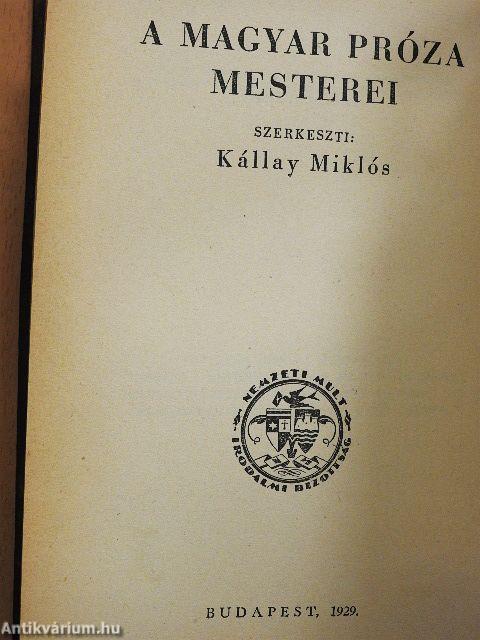 A MAGYAR PRÓZA
MESTEREI
SZERKESZTI:
Kállay Miklós
NEMZETI MULT
IRODALMI BIZOTTSÁG
BUDAPEST, 1929.
Antikvárium.hu